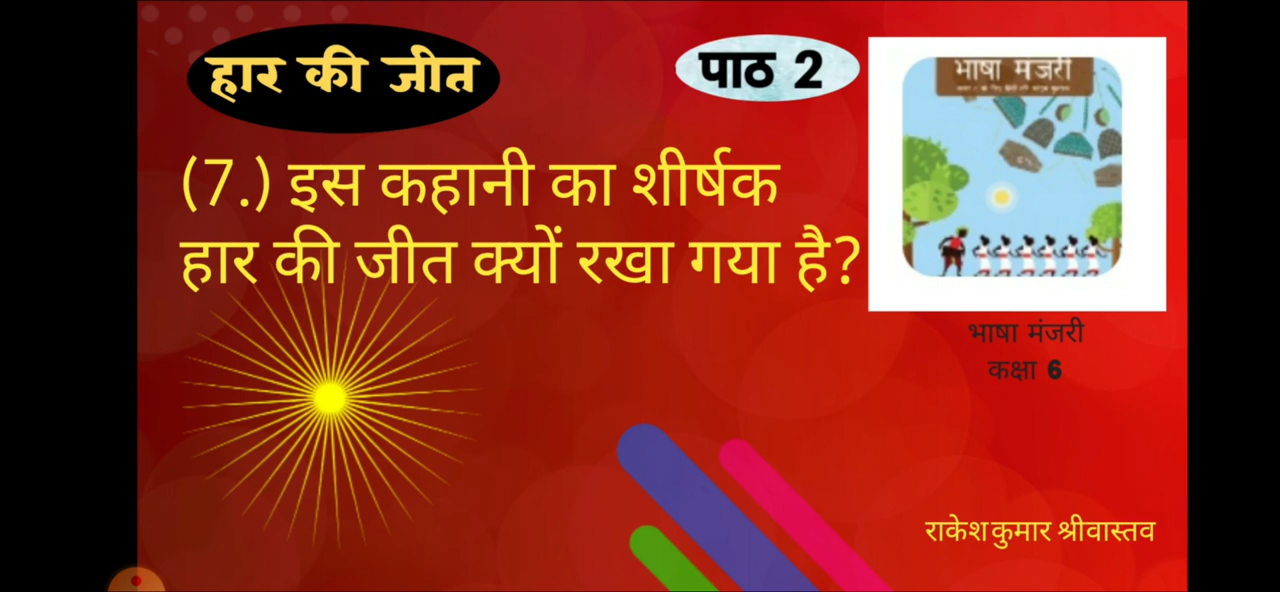 हार की जीत
पाठ 2
भाषा मंजरी
(7.) इस कहानी का शीर्षक
हार की जीत क्यों रखा गया है?
भाषा मंजरी
कक्षा 6
राकेश कुमार श्रीवास्तव